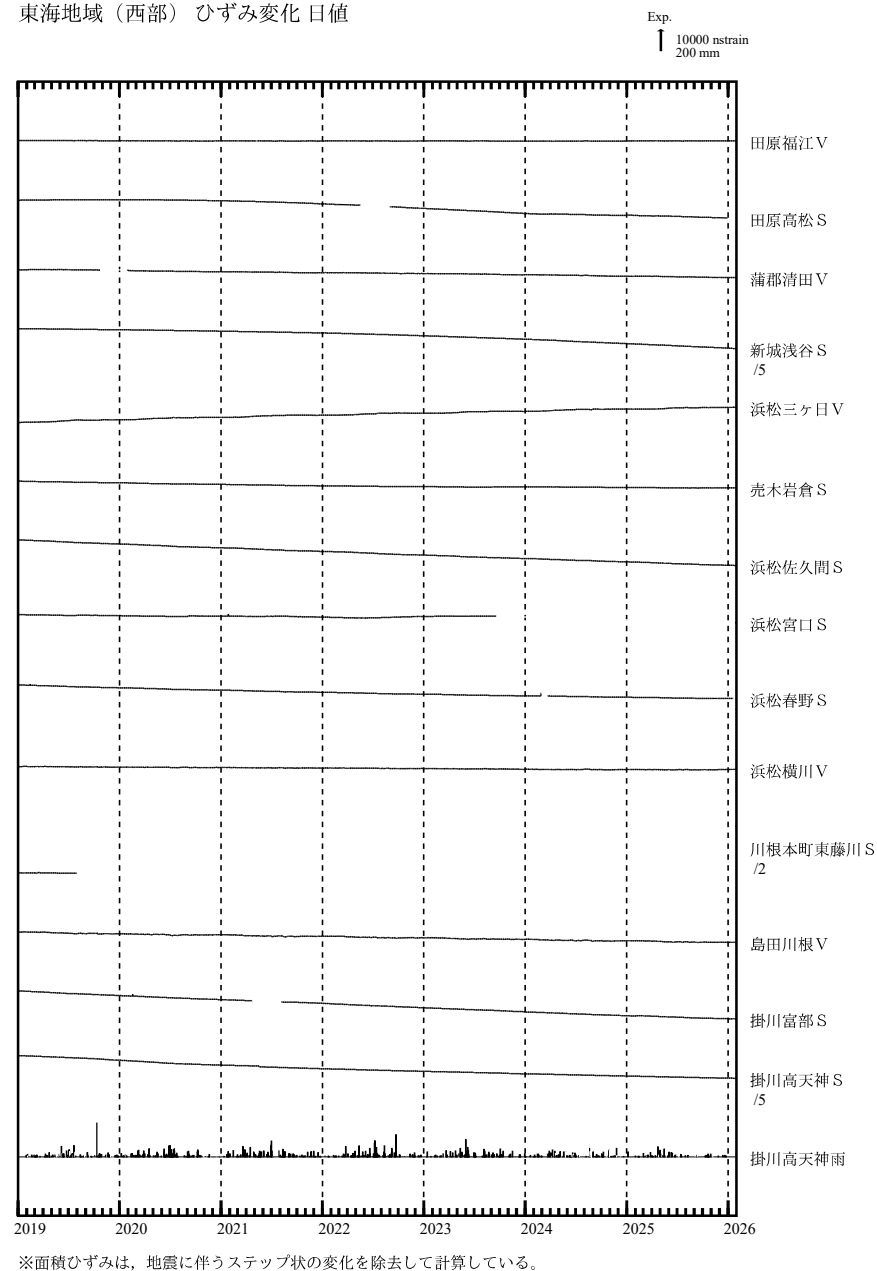 東海地域（西部） ひずみ変化 日値
Exp.
10000 nstrain
200 mm
田原福江Ｖ
田原高松Ｓ
蒲郡清田Ｖ
新城浅谷Ｓ
/5
浜松三ヶ日Ｖ
売木岩倉Ｓ
浜松佐久間Ｓ
浜松宮口Ｓ
浜松春野Ｓ
浜松横川Ｖ
川根本町東藤川Ｓ
/2
島田川根Ｖ
掛川富部Ｓ
掛川高天神Ｓ
/5
掛川高天神雨
2019 2020 2021 2022 2023 2024 2025 2026
※面積ひずみは，地震に伴うステップ状の変化を除去して計算している。